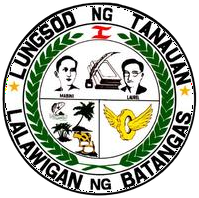 LUNGSOD NG TANAUAN
I
MABINI
LAUREL
LALAWIGAN NG BATANGAS